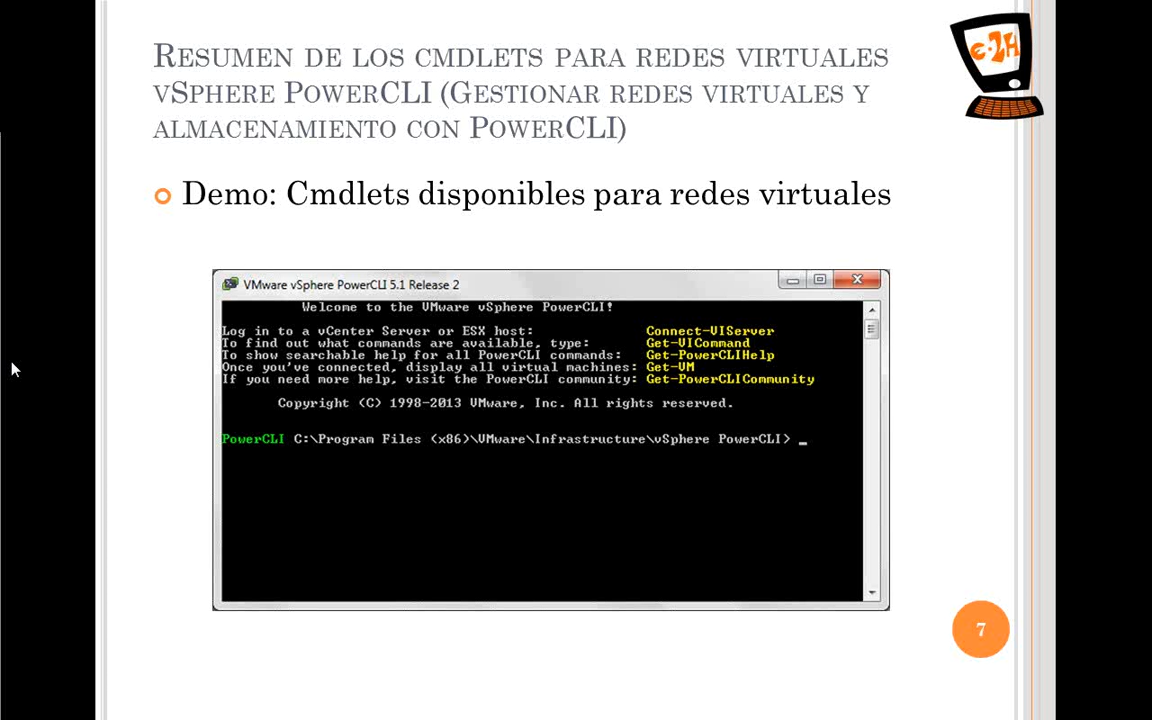 Resumen de los cmdlets para redes virtuales
vSphere PowerCLI (Gestionar redes virtuales y
almacenamiento con PowerCLI)
e-2H
Demo: Cmdlets disponibles para redes virtuales
VMware vSphere PowerCLI 5.1 Release 2
Welcome to the VMware vSphere PowerCLI!
Log in to a vCenter Server or ESX host: Connect-VIServer
To find out what commands are available, type: Get-VICommand
To show searchable help for all PowerCLI commands: Get-PowerCLIHelp
Once you've connected, display all virtual machines: Get-VM
If you need more help, visit the PowerCLI community: Get-PowerCLICommunity
Copyright (C) 1998-2013 VMware, Inc. All rights reserved.
PowerCLI C:\Program Files (x86)\VMware\Infrastructure\vSphere PowerCLI> _
7